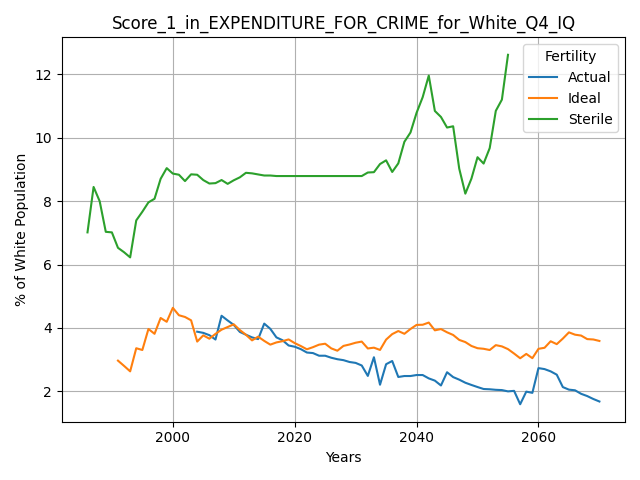 Score_1_in_EXPENDITURE_FOR_CRIME_for_White_Q4_IQ
Fertility
Actual
Ideal
Sterile
% of White Population
12
10
8
6
4
2
2000
2020
2040
2060
Years